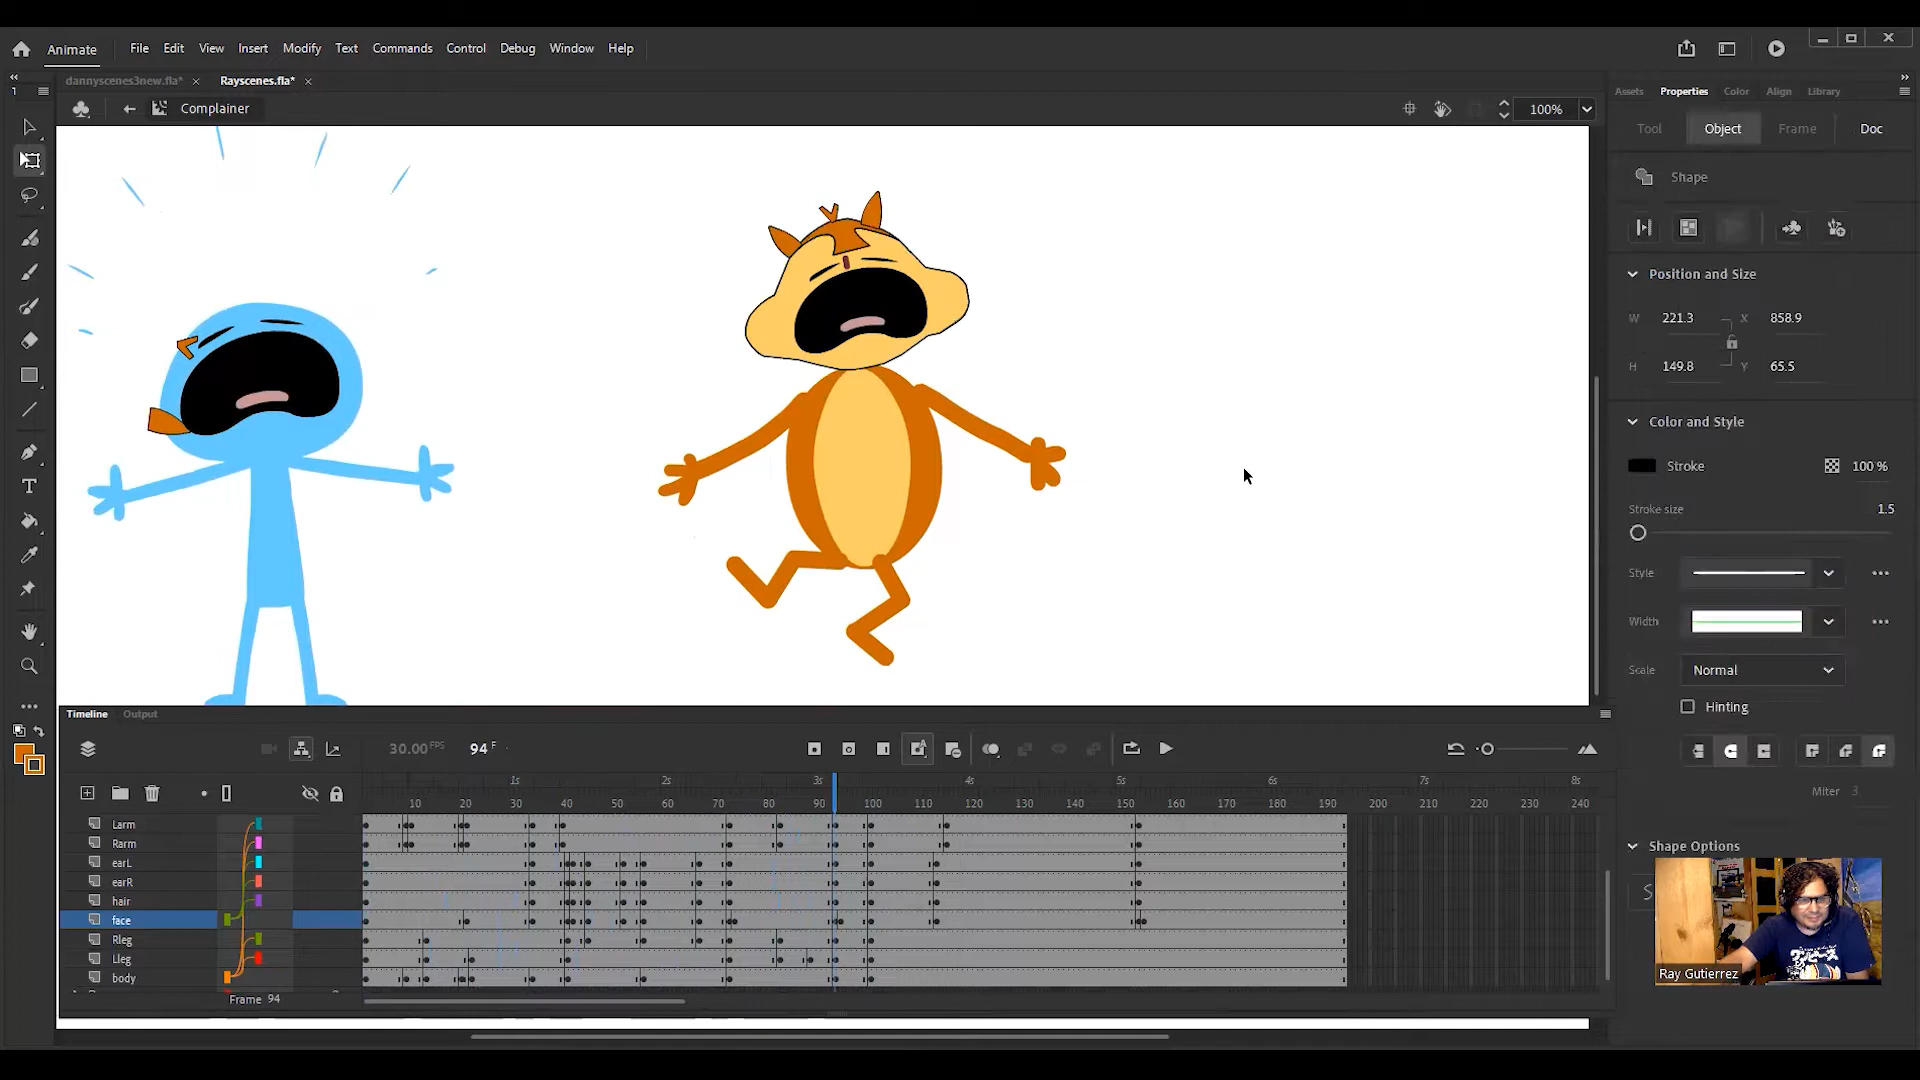 Animate File Edit View Insert Modify Text Commands Control Debug Window Help
dannyscenes3new.fla* × Rayscenes.fla* ×
1
Assets Properties Color Align Library
Complainer 100%
Tool Object Frame Doc
Shape
Position and Size
W 221.3 X 858.9
H 149.8 Y 65.5
Color and Style
Stroke 100 %
Stroke size 1.5
Style
Width
Scale Normal
Hinting
Miter 3
Shape Options
Ray Gutierrez
Timeline Output
30.00 FPS 94 F
1s 2s 3s 4s 5s 6s 7s 8s
10 20 30 40 50 60 70 80 90 100 110 120 130 140 150 160 170 180 190 200 210 220 230 240
Larm
Rarm
earL
earR
hair
face
Rleg
Lleg
body
Frame 94